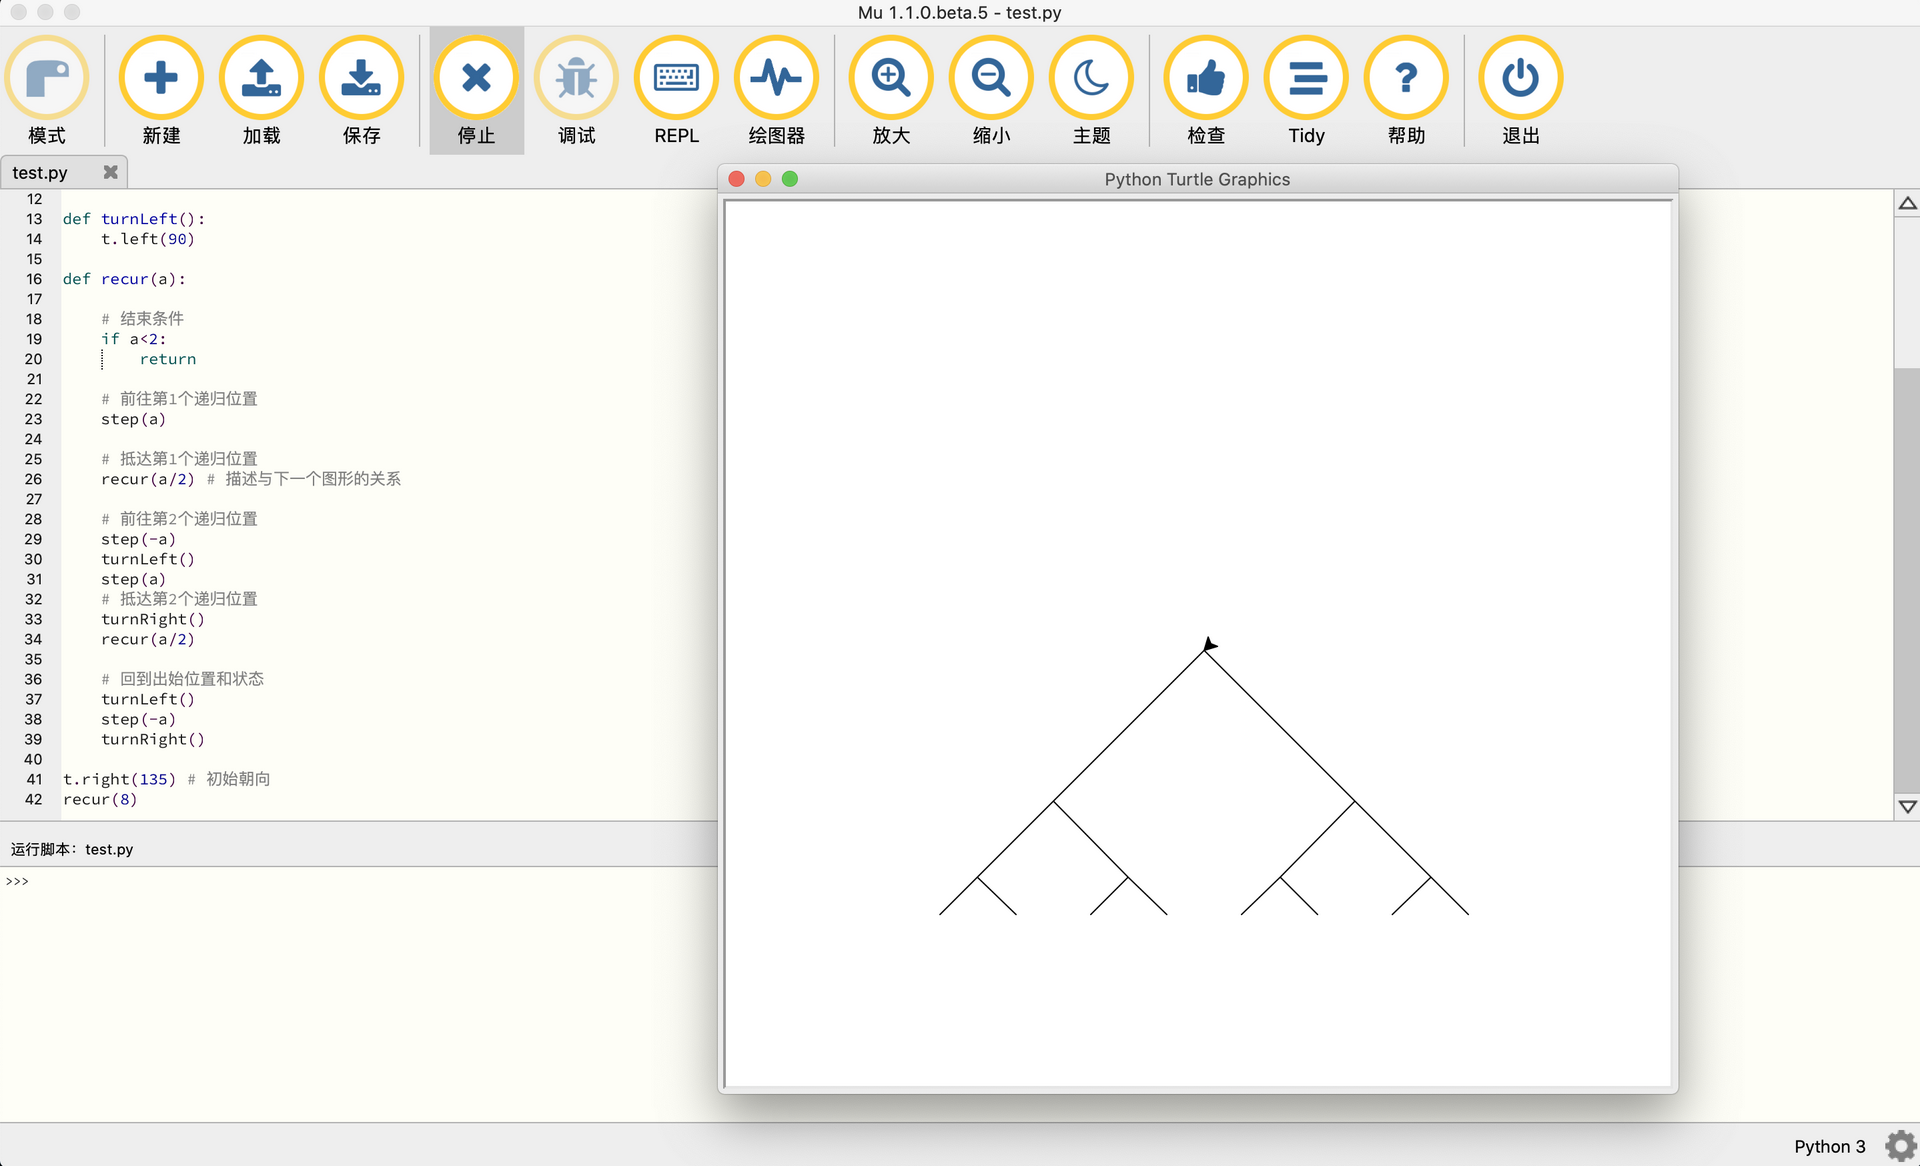 Mu 1.1.0.beta.5 - test.py
模式 新建 加载 保存 停止 调试 REPL 绘图器 放大 缩小 主题 检查 Tidy 帮助 退出
test.py
Python Turtle Graphics
12
13 def turnLeft():
14     t.left(90)
15
16 def recur(a):
17
18     # 结束条件
19     if a<2:
20         return
21
22     # 前往第1个递归位置
23     step(a)
24
25     # 抵达第1个递归位置
26     recur(a/2) # 描述与下一个图形的关系
27
28     # 前往第2个递归位置
29     step(-a)
30     turnLeft()
31     step(a)
32     # 抵达第2个递归位置
33     turnRight()
34     recur(a/2)
35
36     # 回到出始位置和状态
37     turnLeft()
38     step(-a)
39     turnRight()
40
41 t.right(135) # 初始朝向
42 recur(8)
运行脚本: test.py
>>>
Python 3